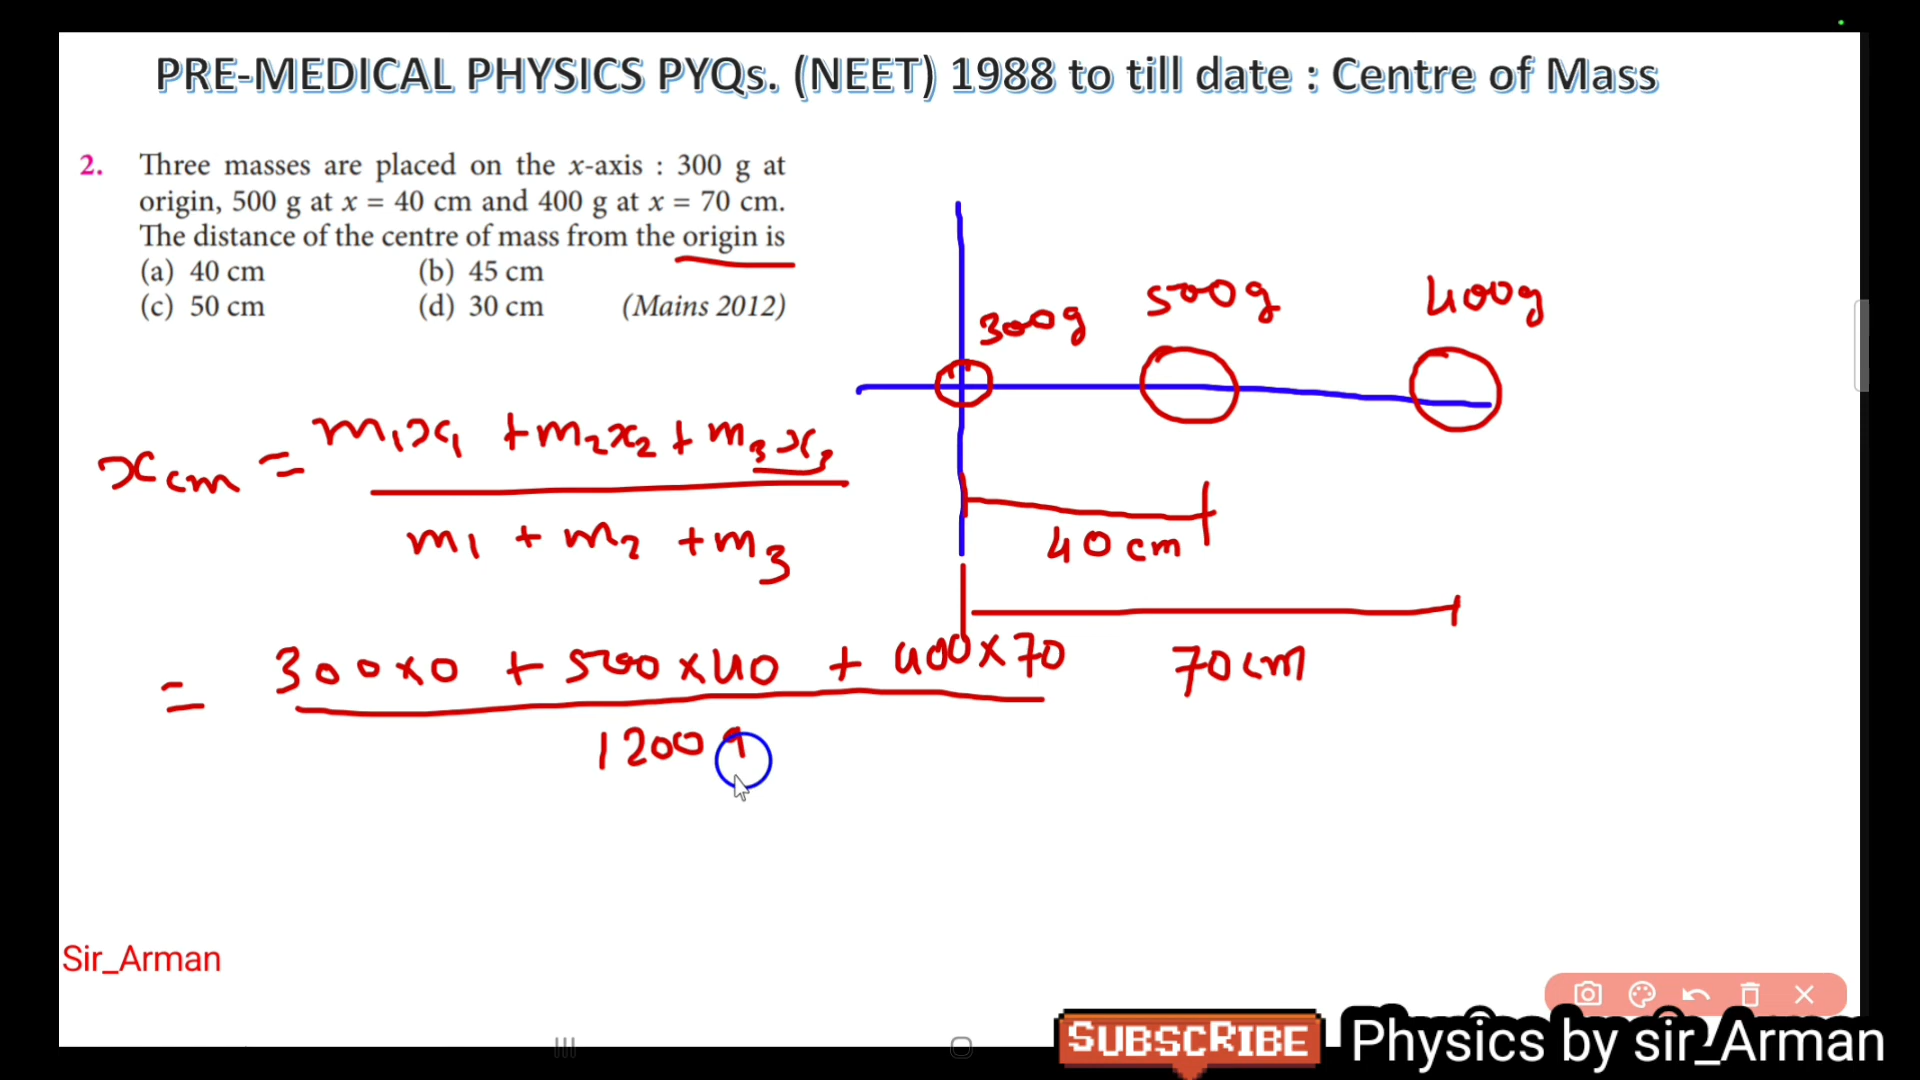 PRE-MEDICAL PHYSICS PYQs. (NEET) 1988 to till date : Centre of Mass
2. Three masses are placed on the x-axis : 300 g at
origin, 500 g at x = 40 cm and 400 g at x = 70 cm.
The distance of the centre of mass from the origin is
(a) 40 cm (b) 45 cm
(c) 50 cm (d) 30 cm (Mains 2012)
300g 500g 400g
x cm = m1x1 + m2x2 + m3x3
m1 + m2 + m3
40 cm
= 300×0 + 500×40 + 400×70
1200 g
70cm
Sir_Arman
SUBSCRIBE Physics by sir_Arman